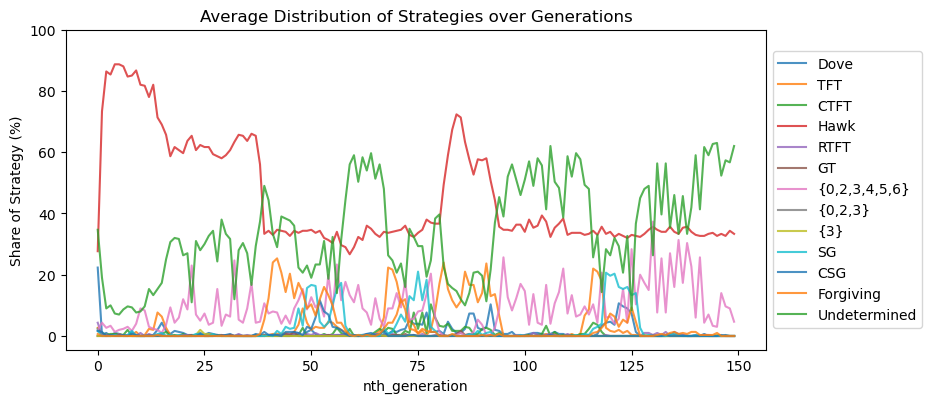 Average Distribution of Strategies over Generations
Share of Strategy (%)
100
80
60
40
20
0
0 25 50 75 100 125 150
nth_generation
Dove
TFT
CTFT
Hawk
RTFT
GT
{0,2,3,4,5,6}
{0,2,3}
{3}
SG
CSG
Forgiving
Undetermined